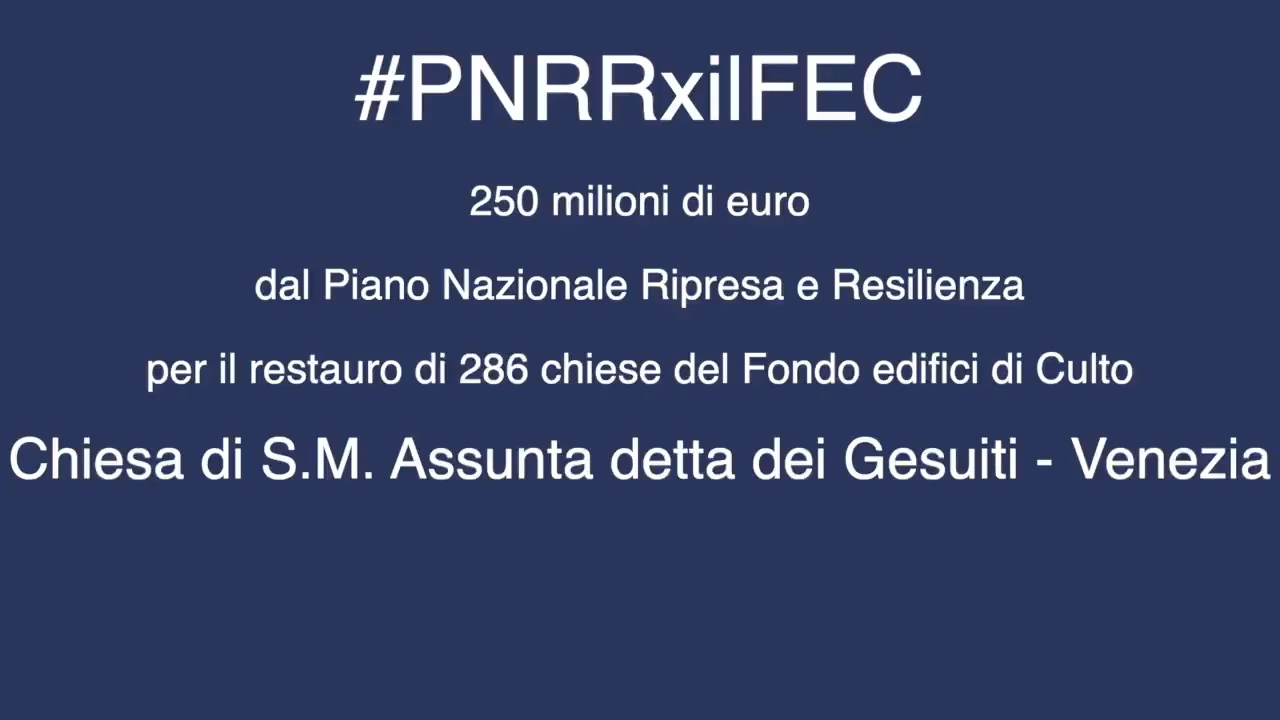 #PNRRxilFEC
250 milioni di euro
dal Piano Nazionale Ripresa e Resilienza
per il restauro di 286 chiese del Fondo edifici di Culto
Chiesa di S.M. Assunta detta dei Gesuiti - Venezia